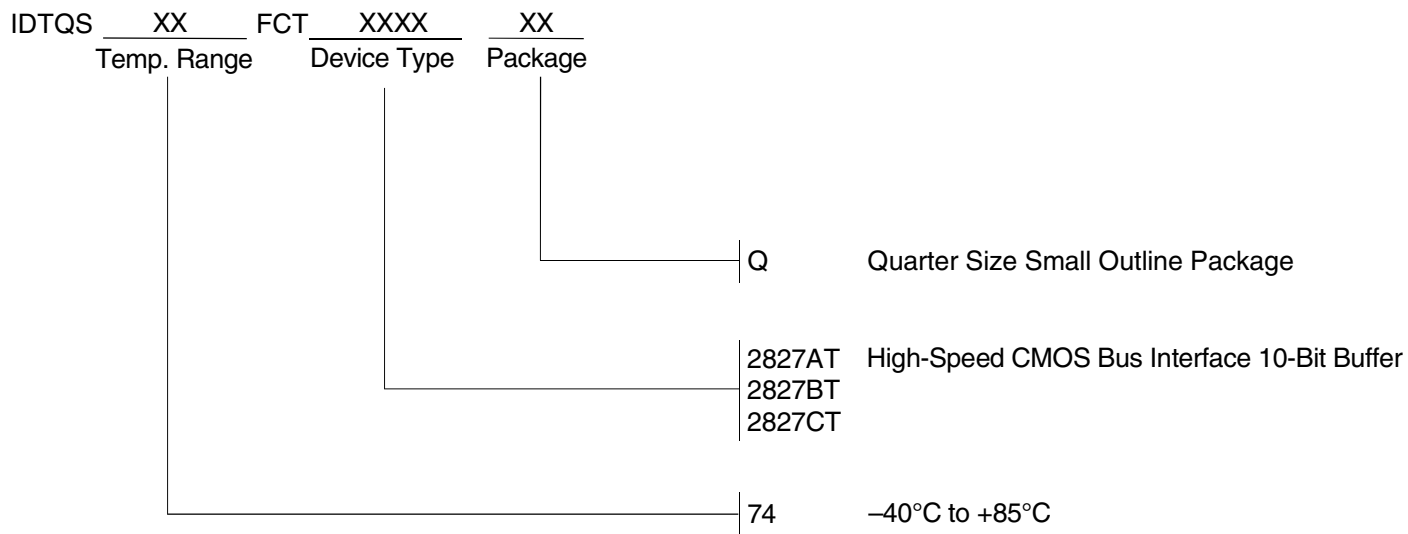 IDTQS XX FCT XXXX XX
Temp. Range Device Type Package
Q Quarter Size Small Outline Package
2827AT High-Speed CMOS Bus Interface 10-Bit Buffer
2827BT
2827CT
74 –40°C to +85°C